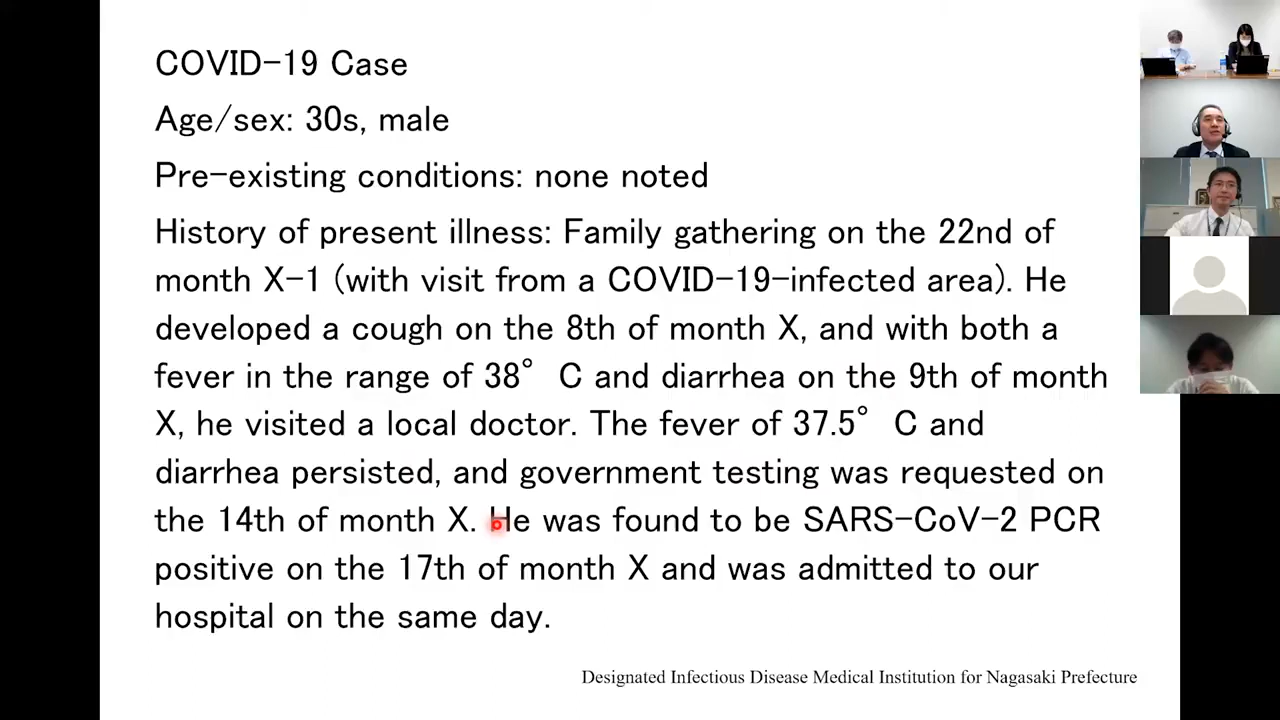 COVID-19 Case
Age/sex: 30s, male
Pre-existing conditions: none noted
History of present illness: Family gathering on the 22nd of
month X-1 (with visit from a COVID-19-infected area). He
developed a cough on the 8th of month X, and with both a
fever in the range of 38° C and diarrhea on the 9th of month
X, he visited a local doctor. The fever of 37.5° C and
diarrhea persisted, and government testing was requested on
the 14th of month X. He was found to be SARS-CoV-2 PCR
positive on the 17th of month X and was admitted to our
hospital on the same day.
Designated Infectious Disease Medical Institution for Nagasaki Prefecture